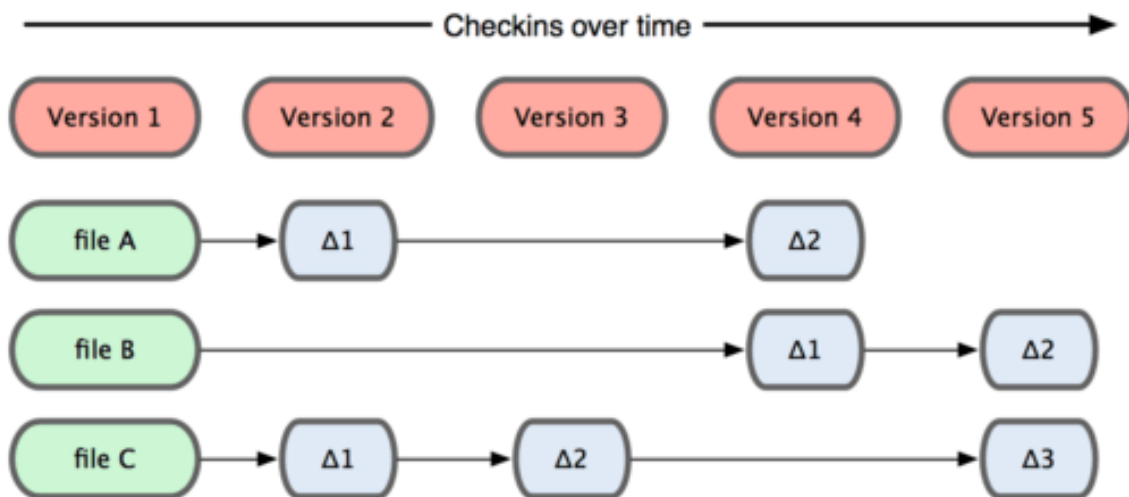 Checkins over time
Version 1 Version 2 Version 3 Version 4 Version 5
file A Δ1 Δ2
file B Δ1 Δ2
file C Δ1 Δ2 Δ3